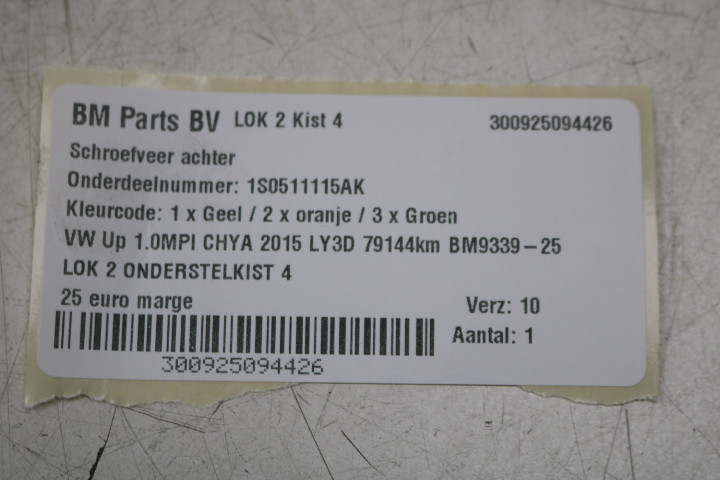 BM Parts BV LOK 2 Kist 4 300925094426
Schroefveer achter
Onderdeelnummer: 1S0511115AK
Kleurcode: 1 x Geel / 2 x oranje / 3 x Groen
VW Up 1.0MPI CHYA 2015 LY3D 79144km BM9339-25
LOK 2 ONDERSTELKIST 4
25 euro marge Verz: 10
Aantal: 1
300925094426